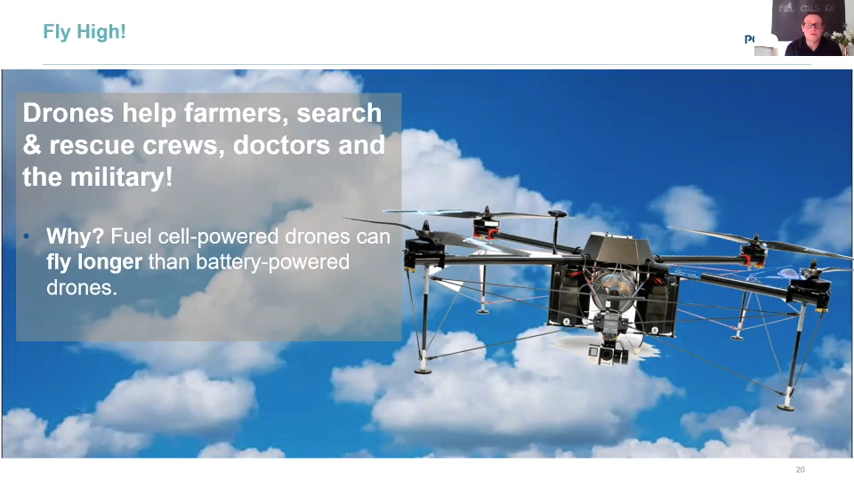 Fly High!
Drones help farmers, search
& rescue crews, doctors and
the military!
• Why? Fuel cell-powered drones can
fly longer than battery-powered
drones.
20